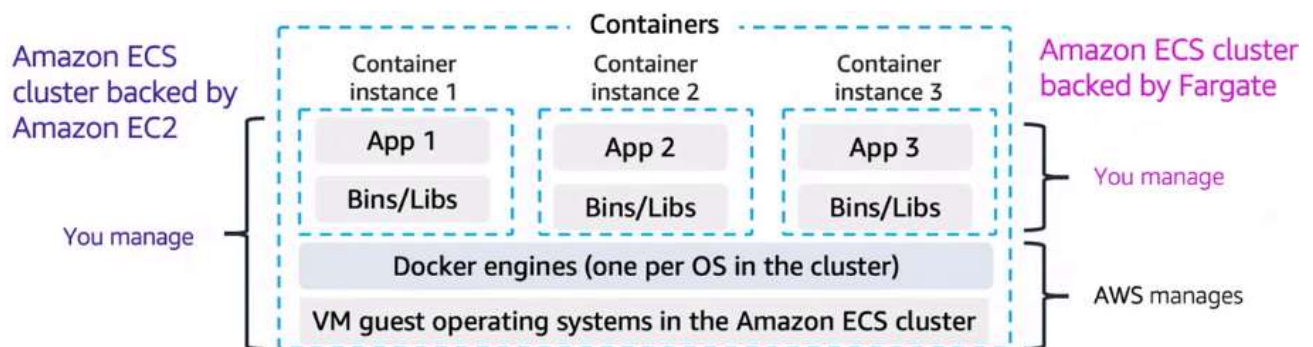 Containers
Amazon ECS
cluster backed by
Amazon EC2
You manage
Container
instance 1
Container
instance 2
Container
instance 3
App 1
App 2
App 3
Bins/Libs
Bins/Libs
Bins/Libs
Docker engines (one per OS in the cluster)
VM guest operating systems in the Amazon ECS cluster
Amazon ECS cluster
backed by Fargate
You manage
AWS manages